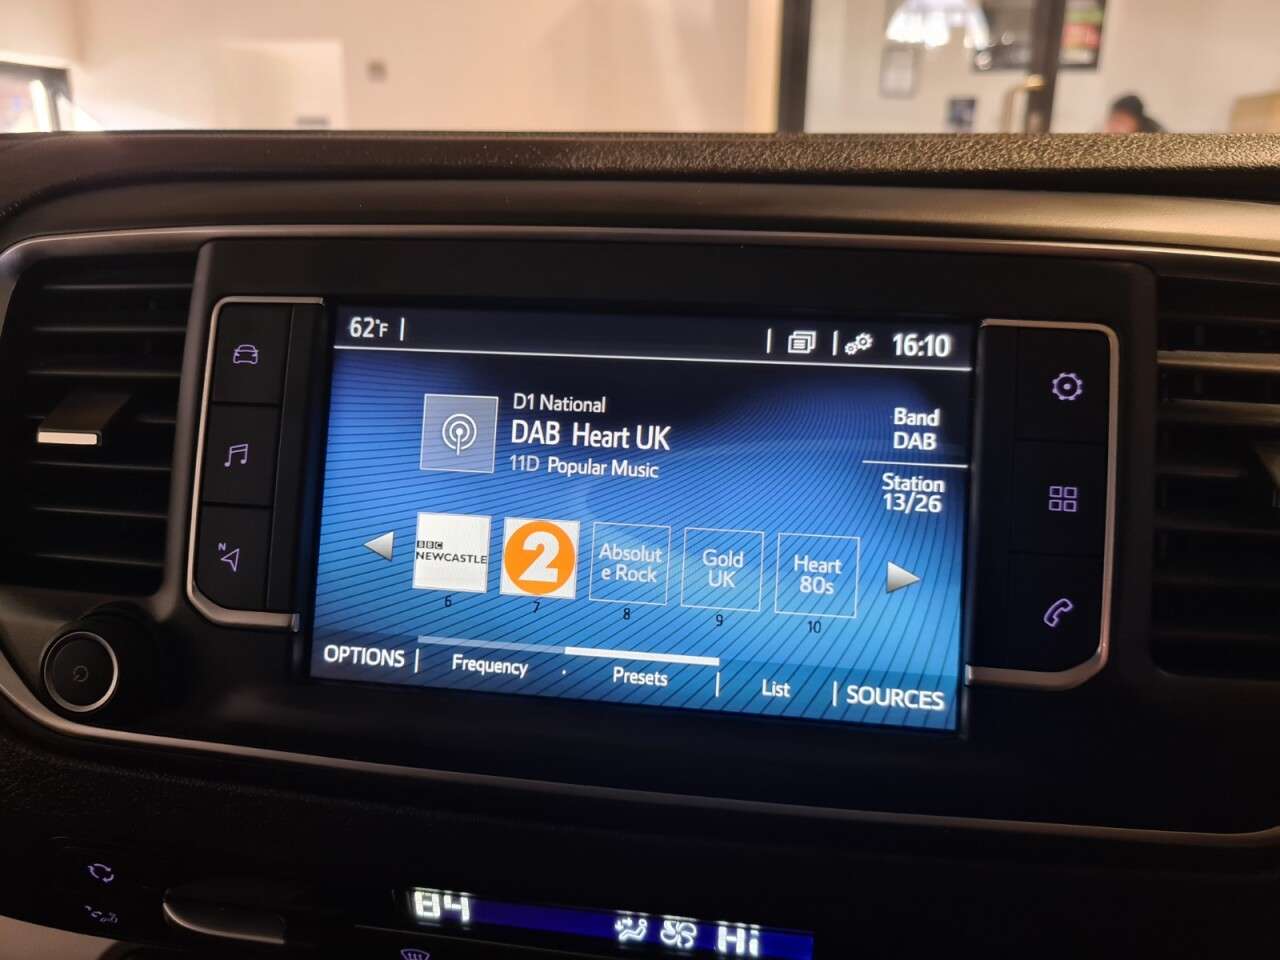 62°F
16:10
D1 National
DAB Heart UK
11D Popular Music
Band
DAB
Station
13/26
N
BBC
NEWCASTLE
2
Absolut
e Rock
Gold
UK
Heart
80s
6
7
8
9
10
OPTIONS
Frequency
Presets
List
SOURCES
84
Hi